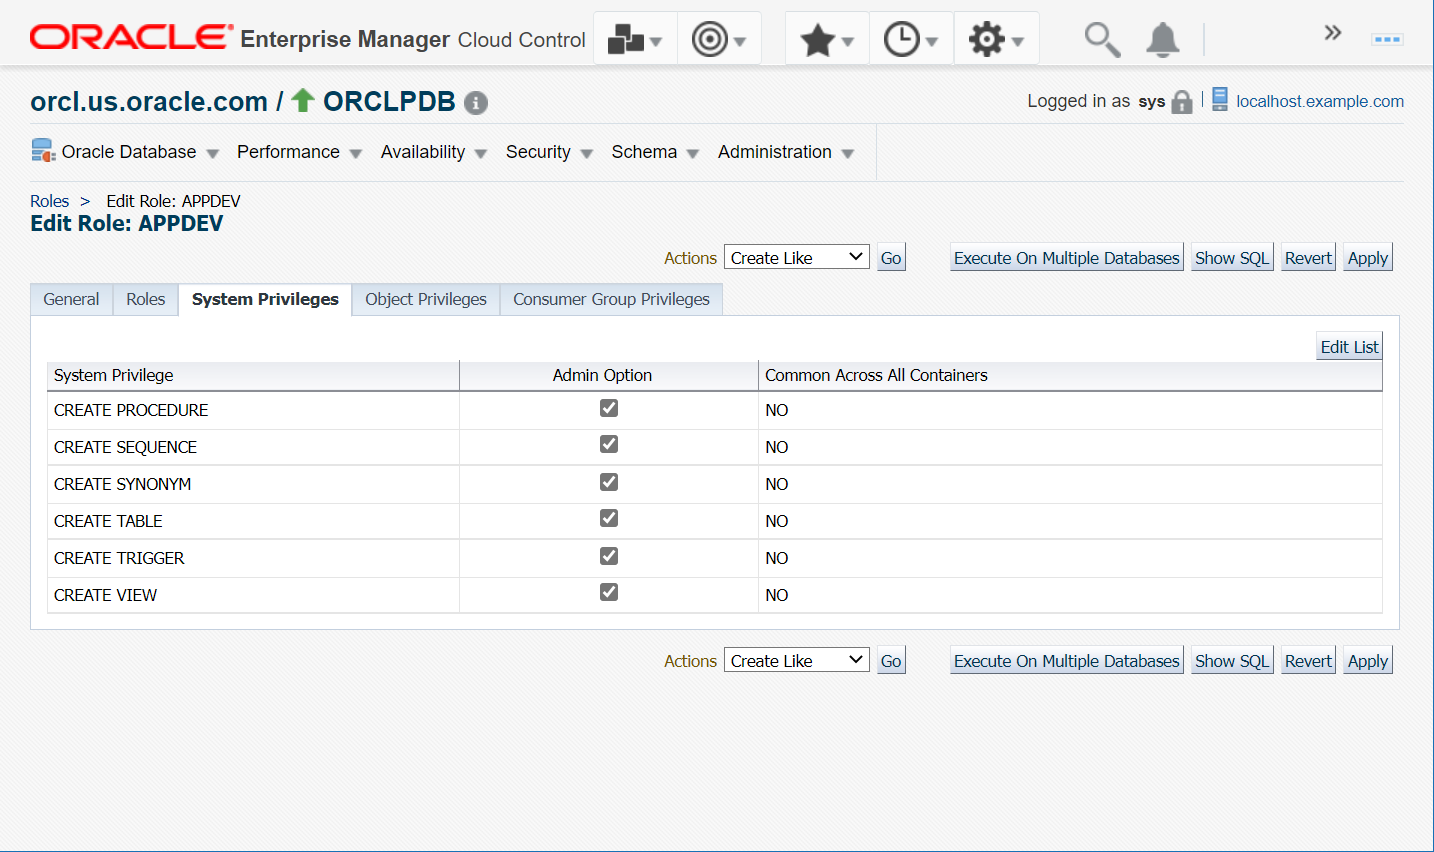 ORACLE Enterprise Manager Cloud Control
orcl.us.oracle.com / ORCLPDB
Logged in as sys localhost.example.com
Oracle Database Performance Availability Security Schema Administration
Roles > Edit Role: APPDEV
Edit Role: APPDEV
Actions Create Like Go Execute On Multiple Databases Show SQL Revert Apply
General Roles System Privileges Object Privileges Consumer Group Privileges
Edit List
System Privilege Admin Option Common Across All Containers
CREATE PROCEDURE NO
CREATE SEQUENCE NO
CREATE SYNONYM NO
CREATE TABLE NO
CREATE TRIGGER NO
CREATE VIEW NO
Actions Create Like Go Execute On Multiple Databases Show SQL Revert Apply